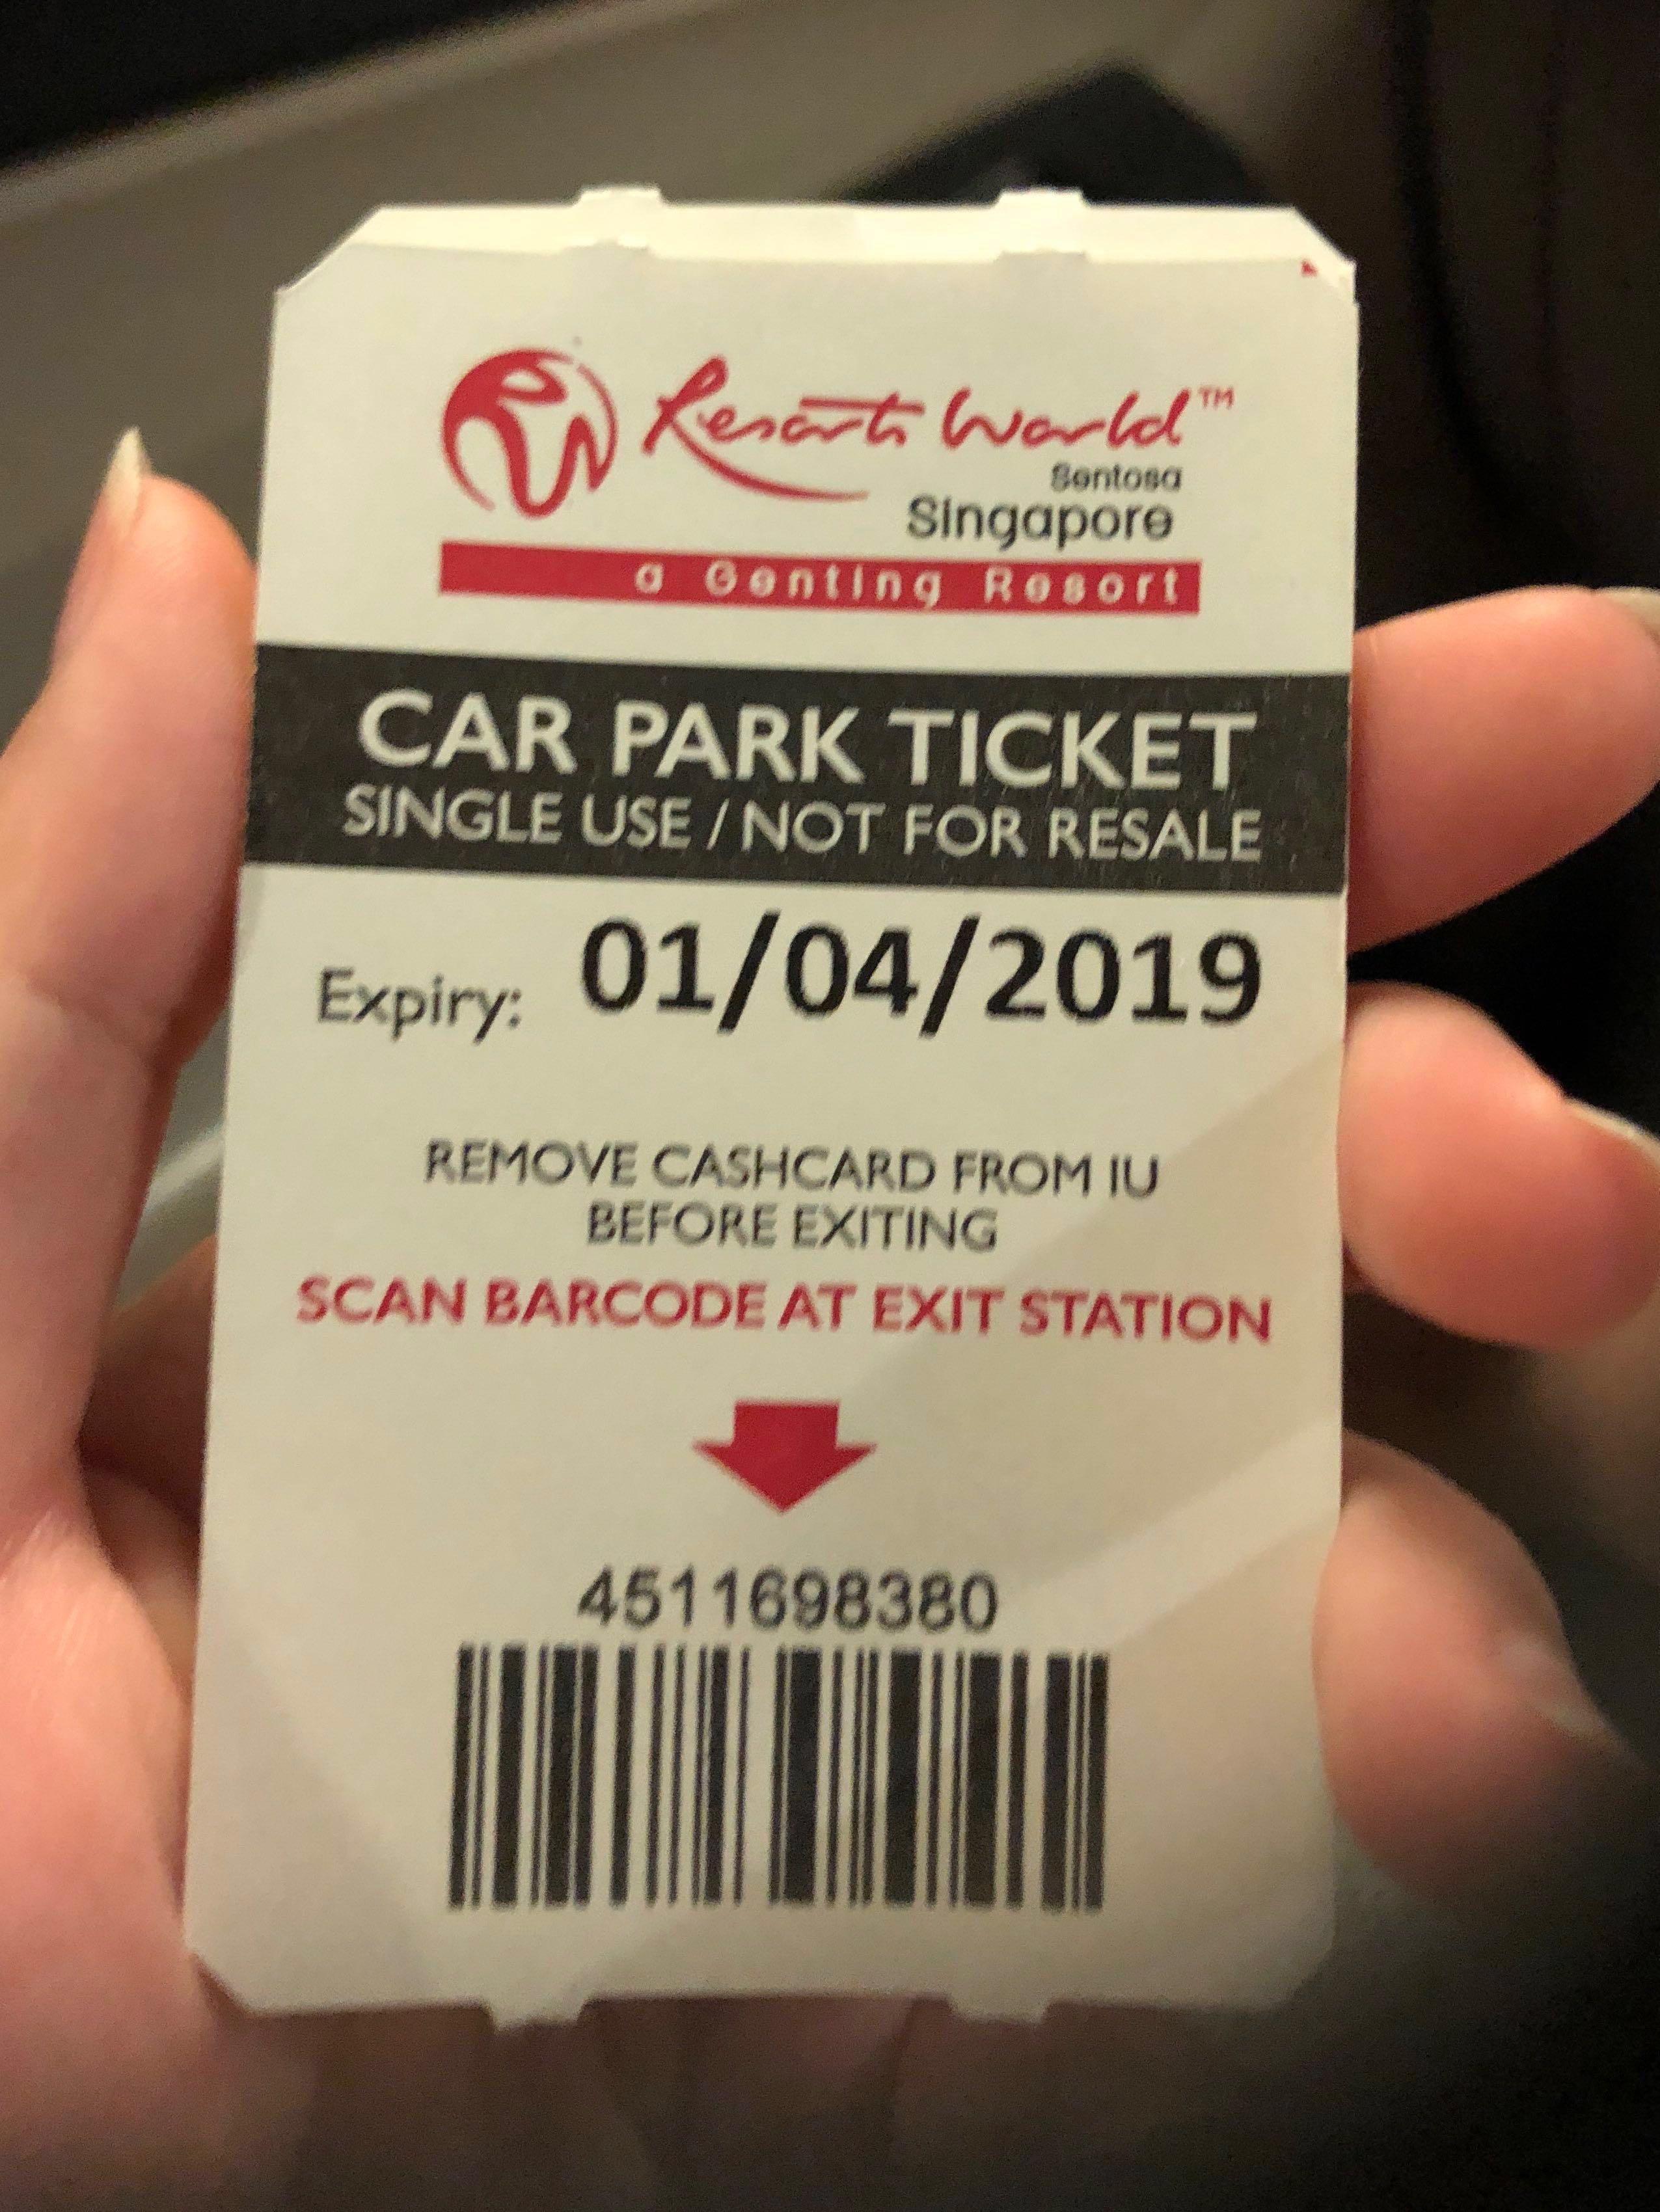 Resorts World™
Sentosa
Singapore
a Genting Resort
CAR PARK TICKET
SINGLE USE / NOT FOR RESALE
Expiry: 01/04/2019
REMOVE CASHCARD FROM IU
BEFORE EXITING
SCAN BARCODE AT EXIT STATION
4511698380